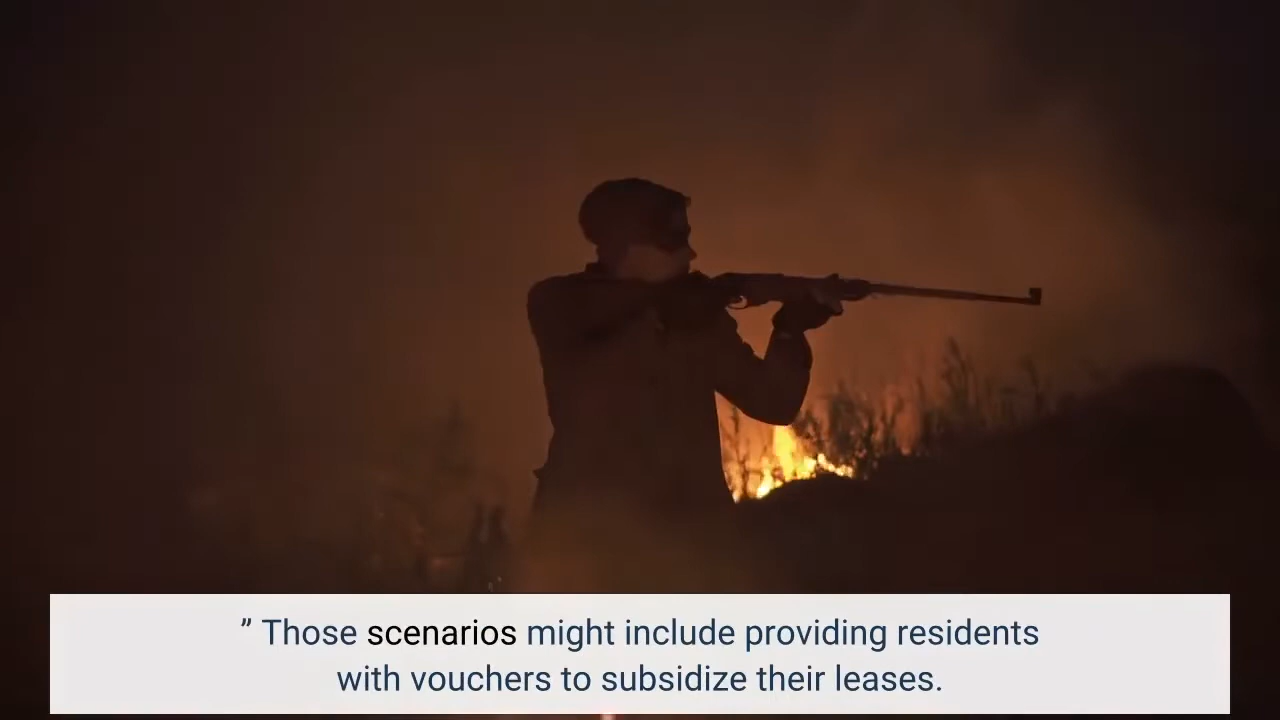 ” Those scenarios might include providing residents
with vouchers to subsidize their leases.